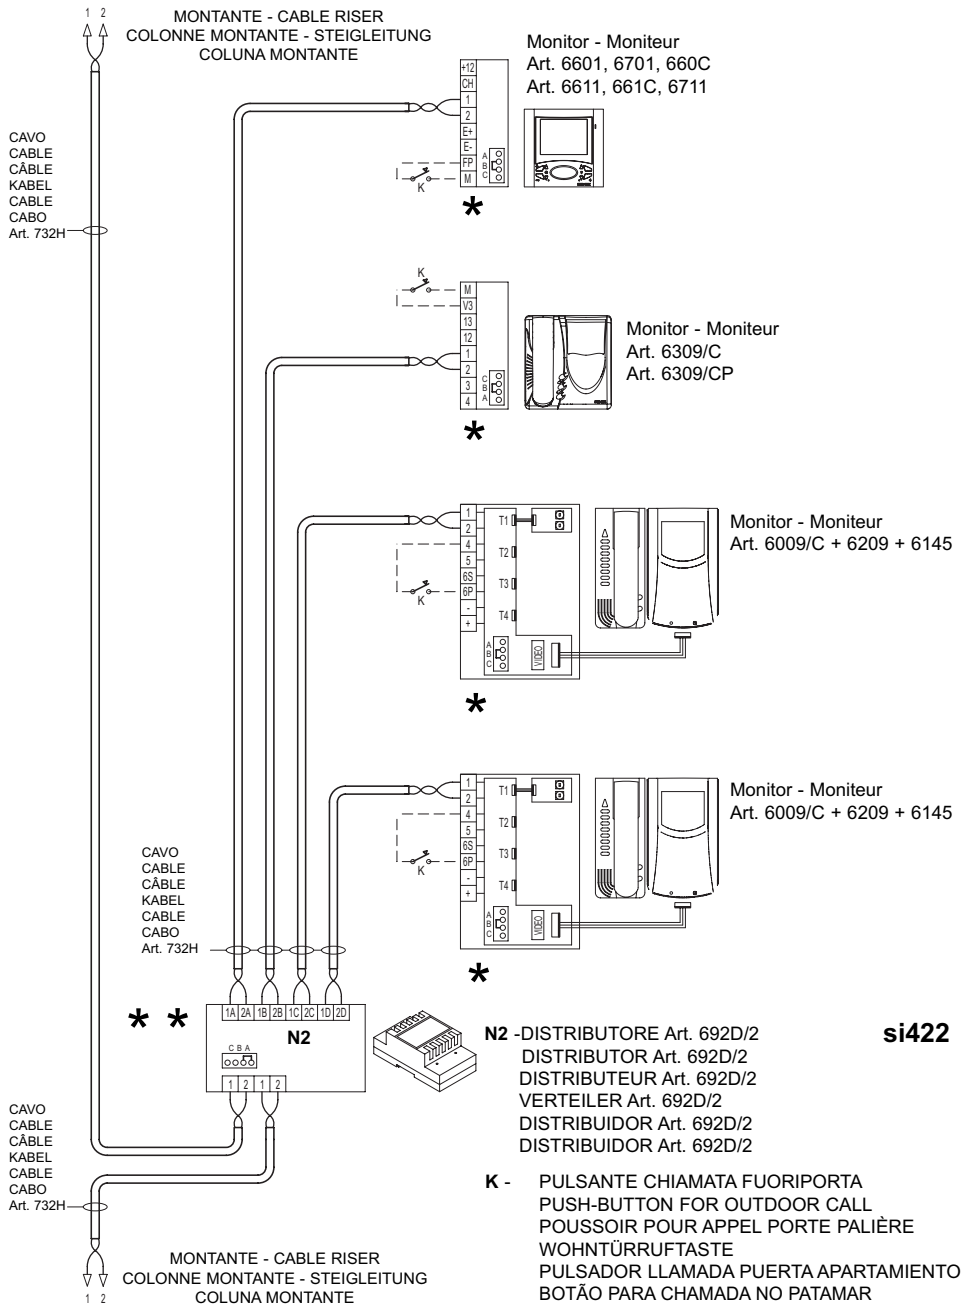 1 2
MONTANTE - CABLE RISER
COLONNE MONTANTE - STEIGLEITUNG
COLUNA MONTANTE
Monitor - Moniteur
Art. 6601, 6701, 660C
Art. 6611, 661C, 6711
+12
CH
1
2
E+
E-
FP
M
A
B
C
K
*
CAVO
CABLE
CÂBLE
KABEL
CABLE
CABO
Art. 732H
K
M
V3
13
12
1
2
3
4
C
B
A
*
Monitor - Moniteur
Art. 6309/C
Art. 6309/CP
1
2
4
5
6S
6P
-
+
T1
T2
T3
T4
A
B
C
VIDEO
K
*
Monitor - Moniteur
Art. 6009/C + 6209 + 6145
1
2
4
5
6S
6P
-
+
T1
T2
T3
T4
A
B
C
VIDEO
K
*
Monitor - Moniteur
Art. 6009/C + 6209 + 6145
CAVO
CABLE
CÂBLE
KABEL
CABLE
CABO
Art. 732H
* *
1A 2A 1B 2B 1C 2C 1D 2D
N2
C B A
1 2 1 2
N2 -DISTRIBUTORE Art. 692D/2
DISTRIBUTOR Art. 692D/2
DISTRIBUTEUR Art. 692D/2
VERTEILER Art. 692D/2
DISTRIBUIDOR Art. 692D/2
DISTRIBUIDOR Art. 692D/2
si422
CAVO
CABLE
CÂBLE
KABEL
CABLE
CABO
Art. 732H
K - PULSANTE CHIAMATA FUORIPORTA
PUSH-BUTTON FOR OUTDOOR CALL
POUSSOIR POUR APPEL PORTE PALIÈRE
WOHNTÜRRUFTASTE
PULSADOR LLAMADA PUERTA APARTAMIENTO
BOTÃO PARA CHAMADA NO PATAMAR
MONTANTE - CABLE RISER
COLONNE MONTANTE - STEIGLEITUNG
COLUNA MONTANTE
1 2